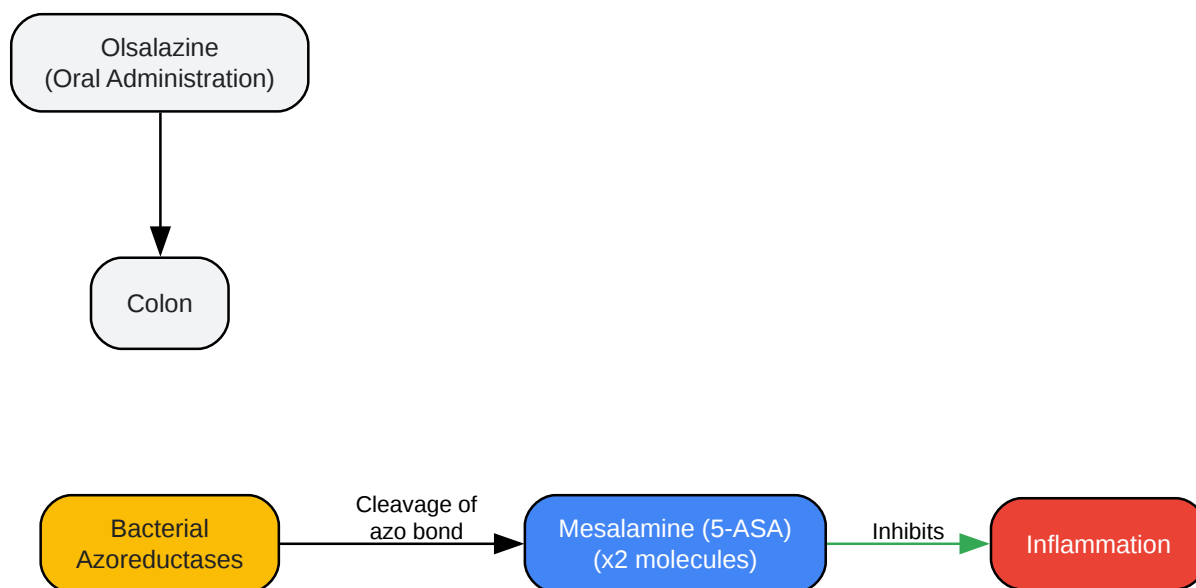 Olsalazine
(Oral Administration)
Colon
Bacterial
Azoreductases
Cleavage of
azo bond
Mesalamine (5-ASA)
(x2 molecules)
Inhibits
Inflammation